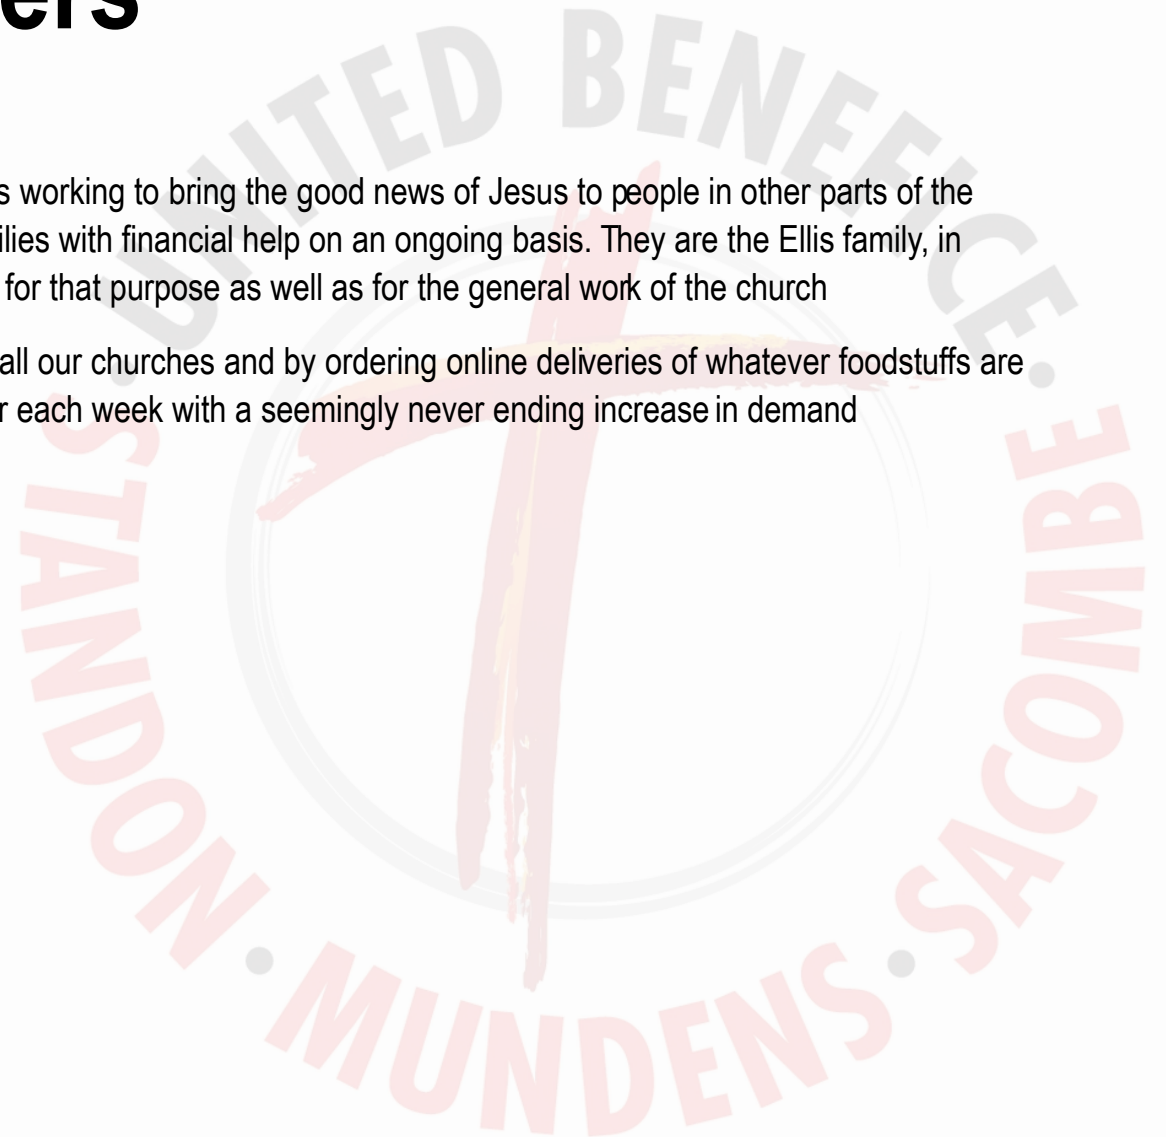 ers
UNITED BENEFICE
s working to bring the good news of Jesus to people in other parts of the
ilies with financial help on an ongoing basis. They are the Ellis family, in
for that purpose as well as for the general work of the church
all our churches and by ordering online deliveries of whatever foodstuffs are
r each week with a seemingly never ending increase in demand
STANDON • MUNDENS • SACOMBE